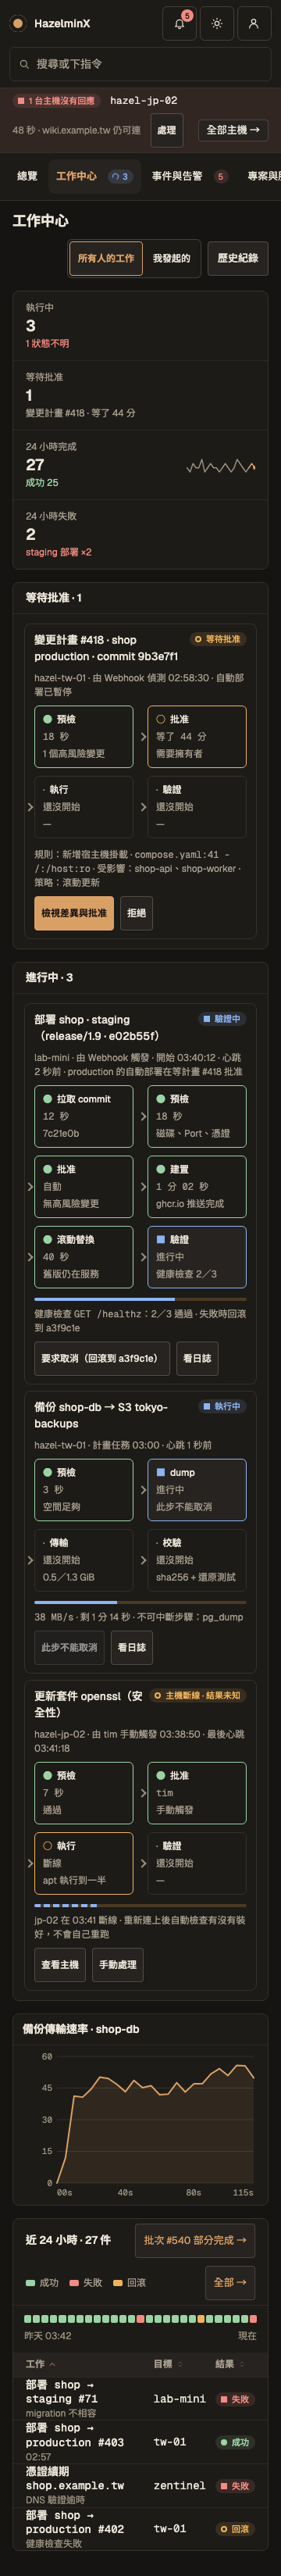 HazelminX
5
搜尋或下指令
1 台主機沒有回應 hazel-jp-02
48 秒 · wiki.example.tw 仍可連
處理
全部主機 →
總覽
工作中心 3
事件與告警 5
專案與
工作中心
所有人的工作
我發起的
歷史紀錄
執行中
3
1 狀態不明
等待批准
1
變更計畫 #418 · 等了 44 分
24 小時完成
27
成功 25
24 小時失敗
2
staging 部署 ×2
等待批准 · 1
變更計畫 #418 · shop
production · commit 9b3e7f1
等待批准
hazel-tw-01 · 由 Webhook 偵測 02:58:30 · 自動部
署已暫停
預檢
18 秒
1 個高風險變更
批准
等了 44 分
需要擁有者
· 執行
還沒開始
—
· 驗證
還沒開始
—
規則：新增宿主機掛載 · compose.yaml:41 -
/:/host:ro · 受影響：shop-api、shop-worker ·
策略：滾動更新
檢視差異與批准
拒絕
進行中 · 3
部署 shop · staging
（release/1.9 · e02b55f）
驗證中
lab-mini · 由 Webhook 觸發 · 開始 03:40:12 · 心跳
2 秒前 · production 的自動部署在等計畫 #418 批准
拉取 commit
12 秒
7c21e0b
預檢
18 秒
磁碟、Port、憑證
批准
自動
無高風險變更
建置
1 分 02 秒
ghcr.io 推送完成
滾動替換
40 秒
舊版仍在服務
驗證
進行中
健康檢查 2／3
健康檢查 GET /healthz：2／3 通過 · 失敗時回滾
到 a3f9c1e
要求取消（回滾到 a3f9c1e）
看日誌
備份 shop-db → S3 tokyo-
backups
執行中
hazel-tw-01 · 計畫任務 03:00 · 心跳 1 秒前
預檢
3 秒
空間足夠
dump
進行中
此步不能取消
· 傳輸
還沒開始
0.5／1.3 GiB
· 校驗
還沒開始
sha256 + 還原測試
38 MB/s · 剩 1 分 14 秒 · 不可中斷步驟：pg_dump
此步不能取消
看日誌
更新套件 openssl（安
全性）
主機斷線 · 結果未知
hazel-jp-02 · 由 tim 手動觸發 03:38:50 · 最後心跳
03:41:18
預檢
7 秒
通過
批准
tim
手動觸發
執行
斷線
apt 執行到一半
· 驗證
還沒開始
—
jp-02 在 03:41 斷線 · 重新連上後自動檢查有沒有裝
好，不會自己重跑
查看主機
手動處理
備份傳輸速率 · shop-db
60
45
30
15
0
00s 40s 80s 115s
近 24 小時 · 27 件
批次 #540 部分完成 →
成功 失敗 回滾
全部 →
昨天 03:42 現在
工作 目標 結果
部署 shop →
staging #71
migration 不相容
lab-mini
失敗
部署 shop →
production #403
02:57
tw-01
成功
憑證續期
shop.example.tw
DNS 驗證逾時
zentinel
失敗
部署 shop →
production #402
健康檢查失敗
tw-01
回滾